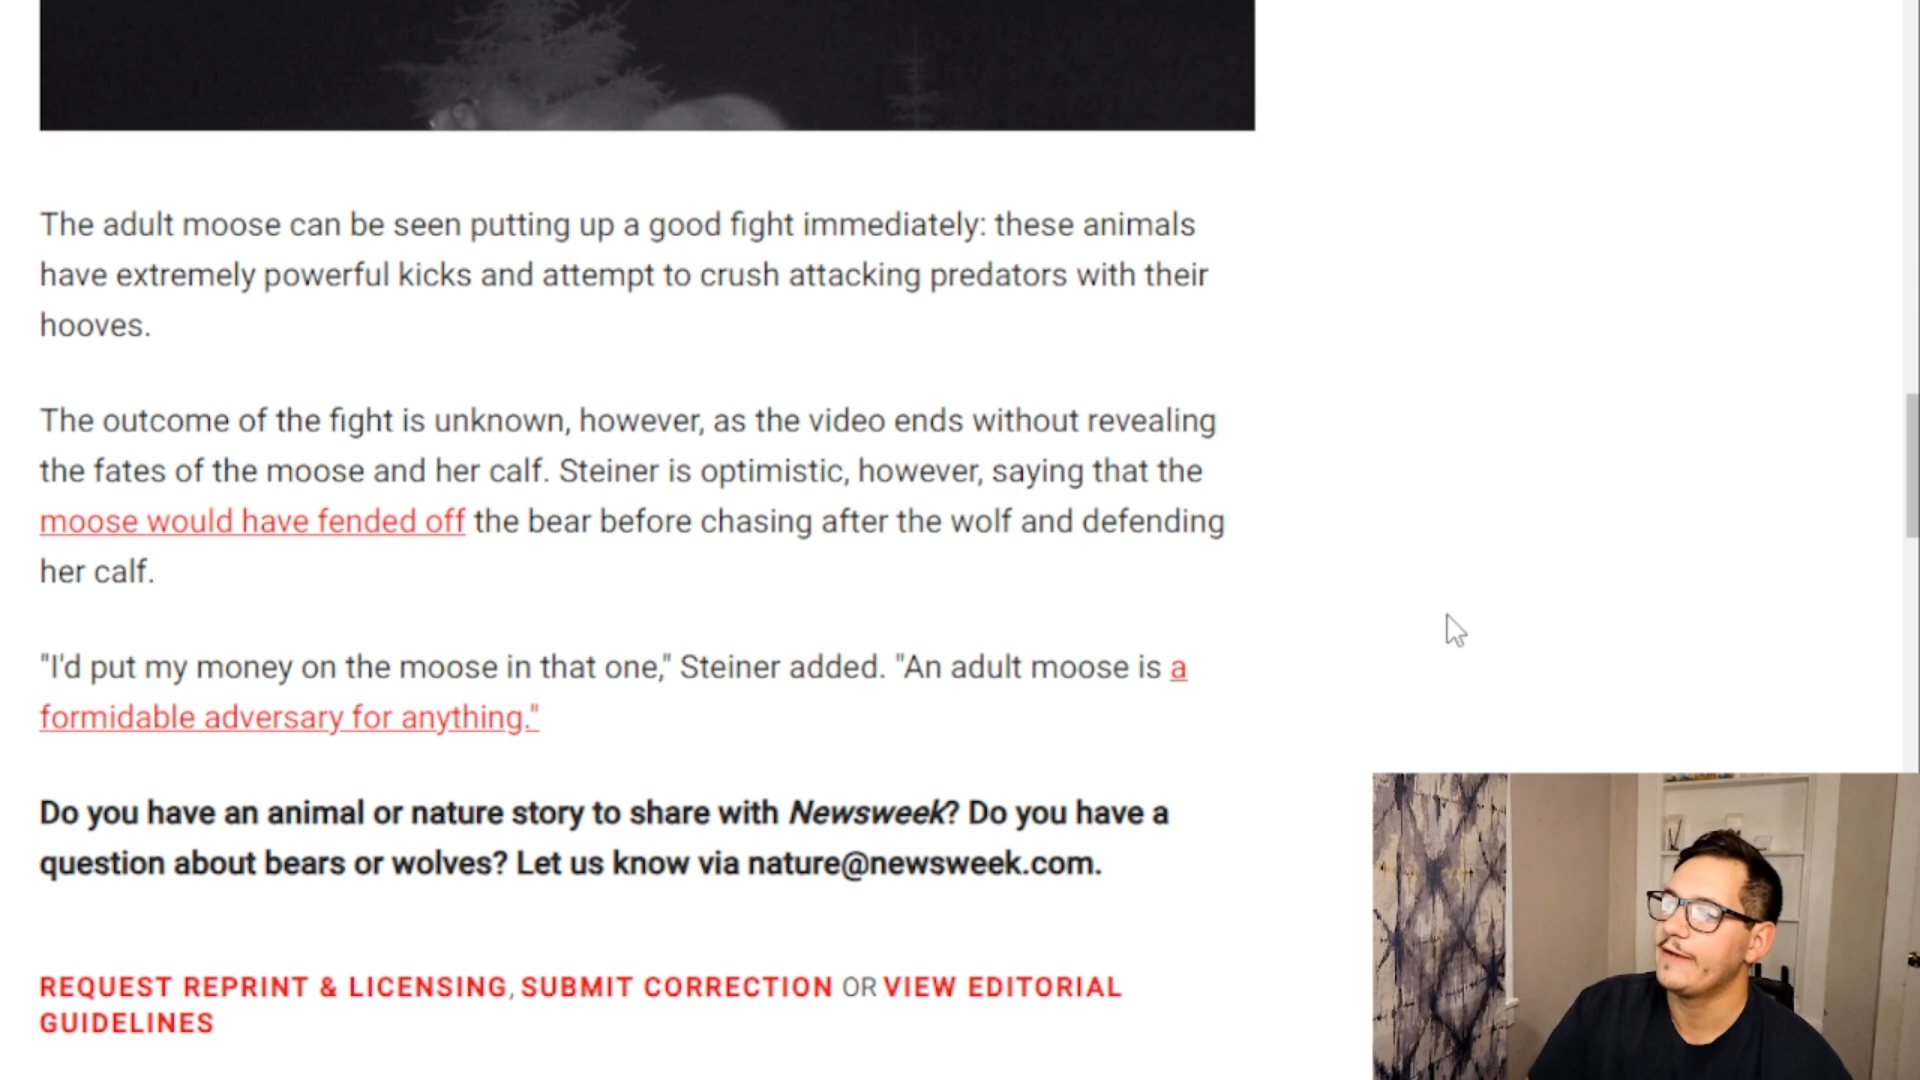 The adult moose can be seen putting up a good fight immediately: these animals
have extremely powerful kicks and attempt to crush attacking predators with their
hooves.
The outcome of the fight is unknown, however, as the video ends without revealing
the fates of the moose and her calf. Steiner is optimistic, however, saying that the
moose would have fended off the bear before chasing after the wolf and defending
her calf.
"I'd put my money on the moose in that one," Steiner added. "An adult moose is a
formidable adversary for anything."
Do you have an animal or nature story to share with Newsweek? Do you have a
question about bears or wolves? Let us know via nature@newsweek.com.
REQUEST REPRINT & LICENSING, SUBMIT CORRECTION OR VIEW EDITORIAL
GUIDELINES